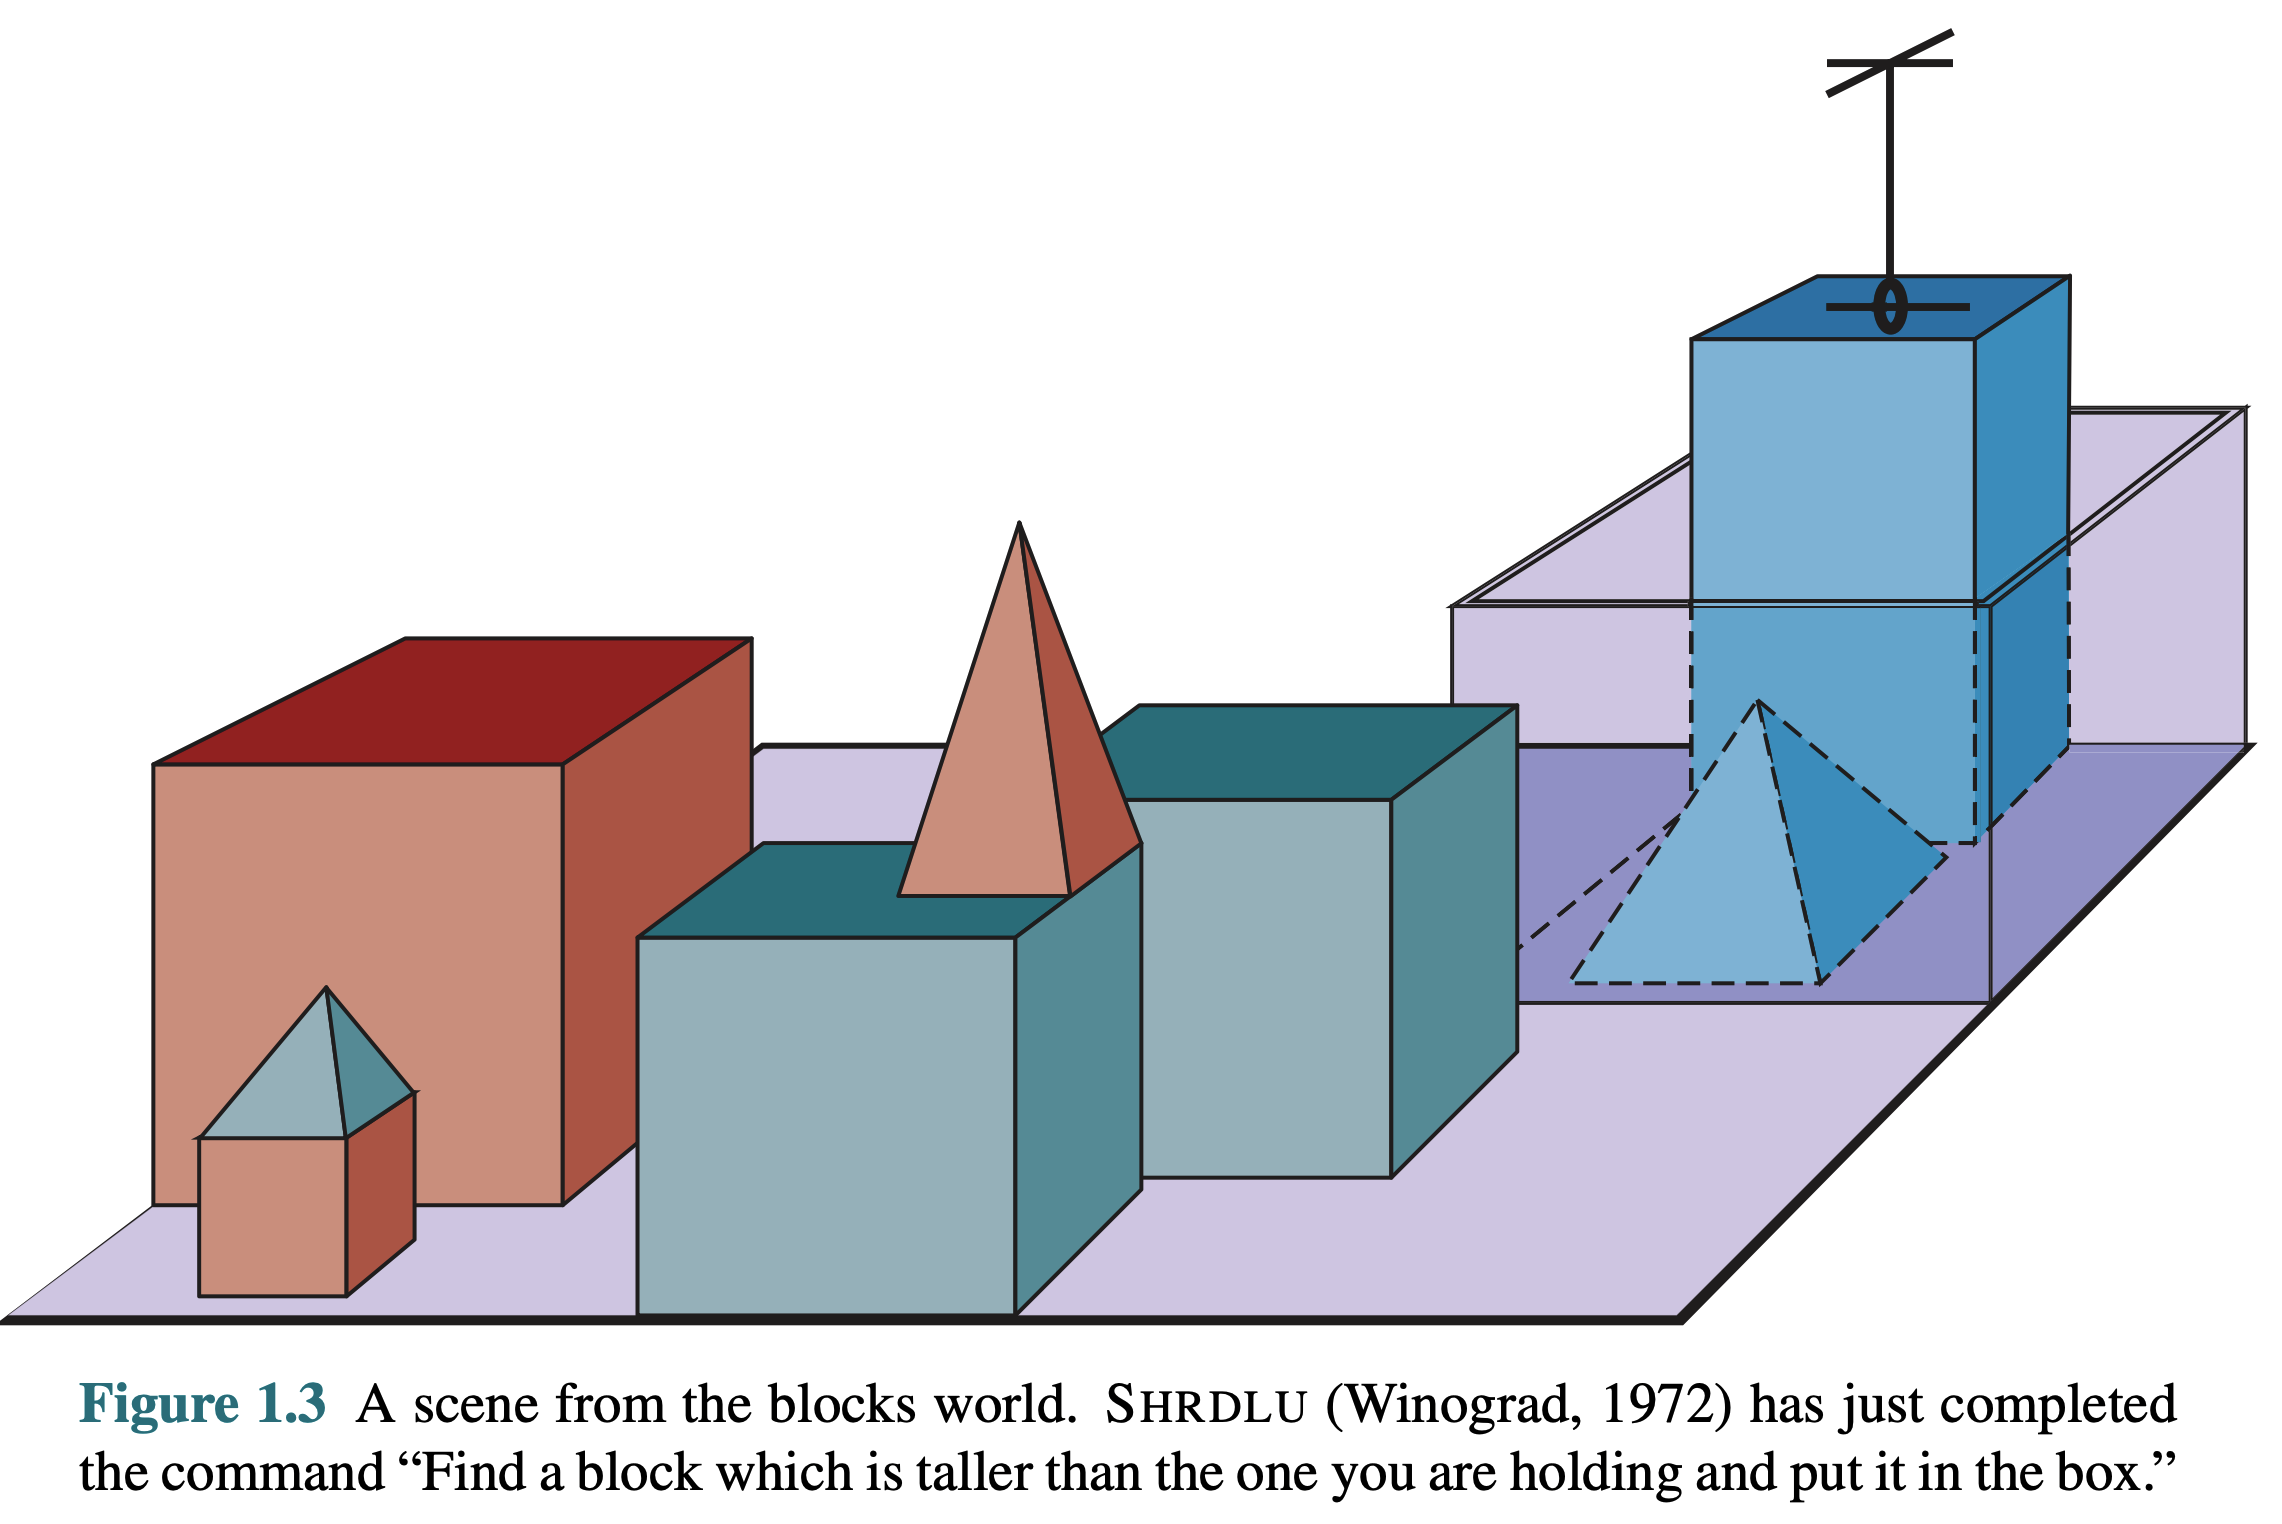 Figure 1.3 A scene from the blocks world. SHRDLU (Winograd, 1972) has just completed
the command “Find a block which is taller than the one you are holding and put it in the box.”